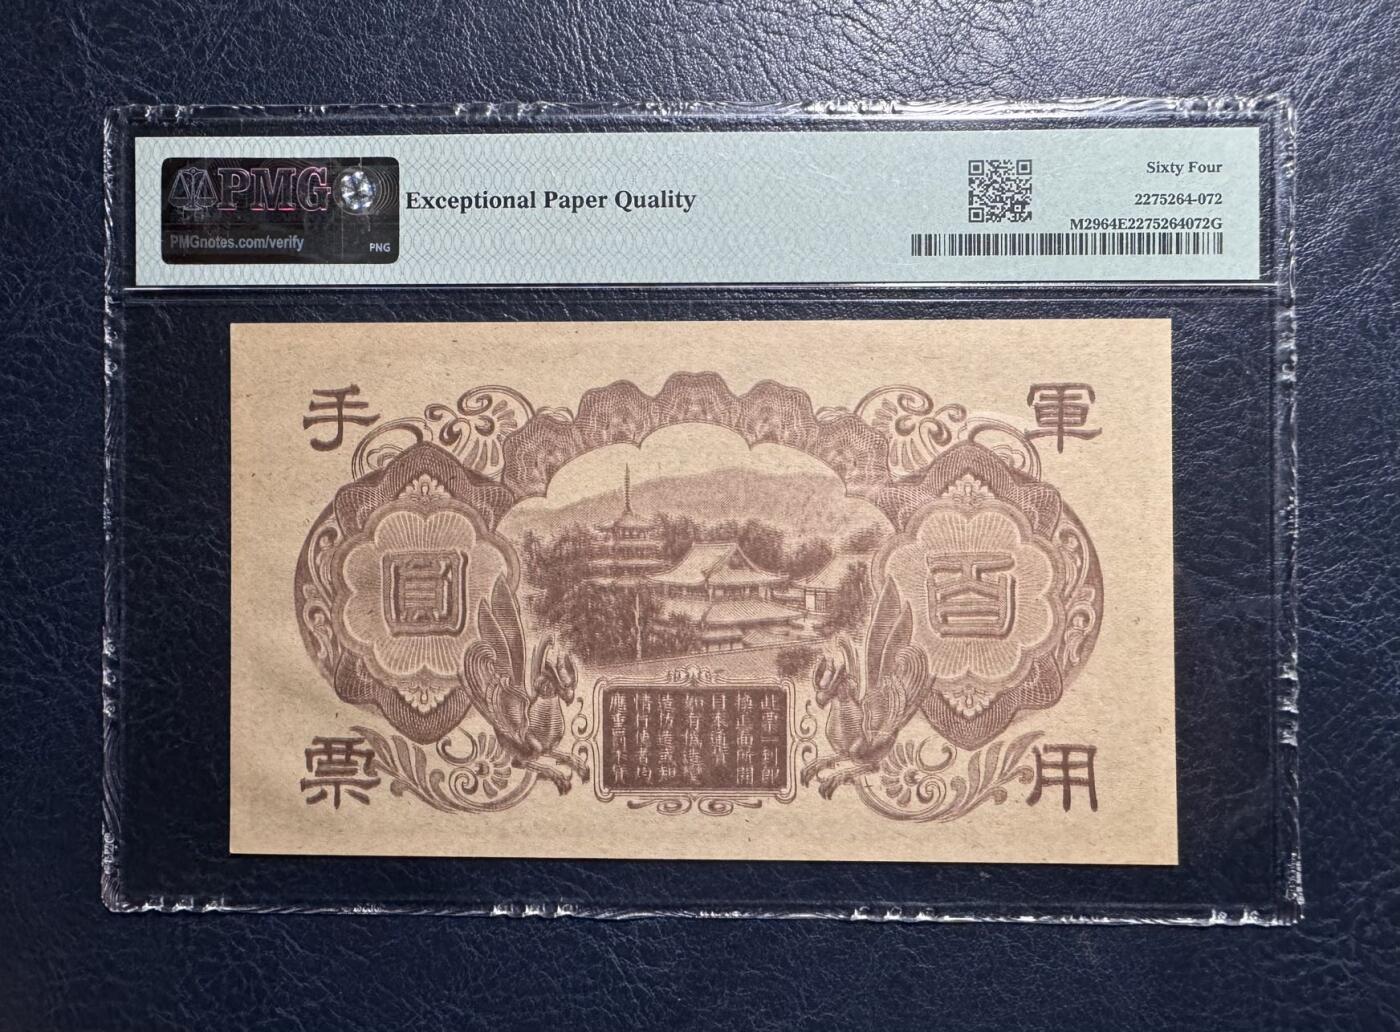 PMG
PMGnotes.com/verify
PNG
Exceptional Paper Quality
Sixty Four
2275264-072
M2964E2275264072G
軍用手票
百圓
此票一到即
換正面所開
日本通貨
如有偽造變
造仿造或知
情行使者均
應重罰不貸